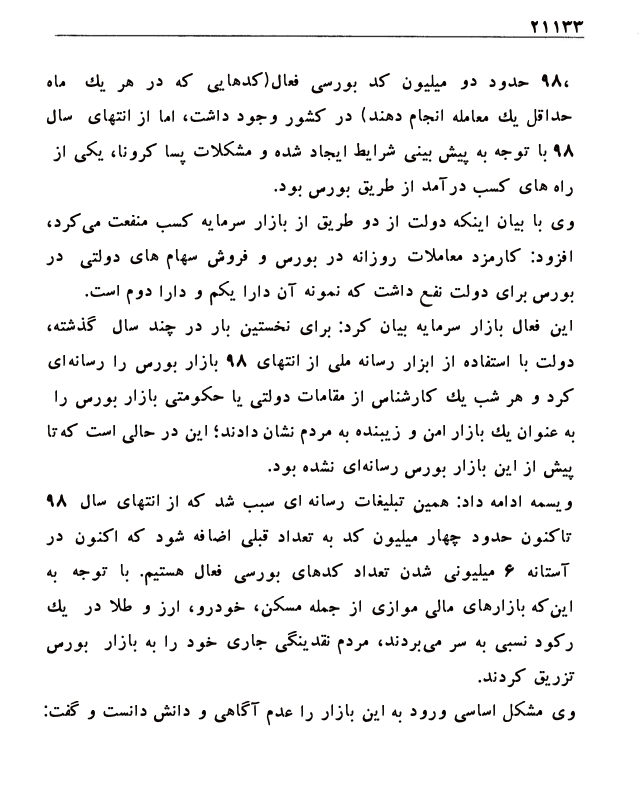 ۲۱۱۳۳
۹۸، حدود دو میلیون کد بورسی فعال(کدهایی که در هر یك ماه
حداقل یك معامله انجام دهند) در کشور وجود داشت، اما از انتهای سال
۹۸ با توجه به پیش بینی شرایط ایجاد شده و مشکلات پسا کرونا، یکی از
راه های کسب درآمد از طریق بورس بود.
وی با بیان اینکه دولت از دو طریق از بازار سرمایه کسب منفعت می‌کرد،
افزود: کارمزد معاملات روزانه در بورس و فروش سهام های دولتی در
بورس برای دولت نفع داشت که نمونه آن دارا یکم و دارا دوم است.
این فعال بازار سرمایه بیان کرد: برای نخستین بار در چند سال گذشته،
دولت با استفاده از ابزار رسانه ملی از انتهای ۹۸ بازار بورس را رسانه‌ای
کرد و هر شب یك کارشناس از مقامات دولتی یا حکومتی بازار بورس را
به عنوان یك بازار امن و زیبنده به مردم نشان دادند؛ این در حالی است که تا
پیش از این بازار بورس رسانه‌ای نشده بود.
ویسمه ادامه داد: همین تبلیغات رسانه ای سبب شد که از انتهای سال ۹۸
تاکنون حدود چهار میلیون کد به تعداد قبلی اضافه شود که اکنون در
آستانه ۶ میلیونی شدن تعداد کدهای بورسی فعال هستیم. با توجه به
این‌که بازارهای مالی موازی از جمله مسکن، خودرو، ارز و طلا در یك
رکود نسبی به سر می‌بردند، مردم نقدینگی جاری خود را به بازار بورس
تزریق کردند.
وی مشکل اساسی ورود به این بازار را عدم آگاهی و دانش دانست و گفت: